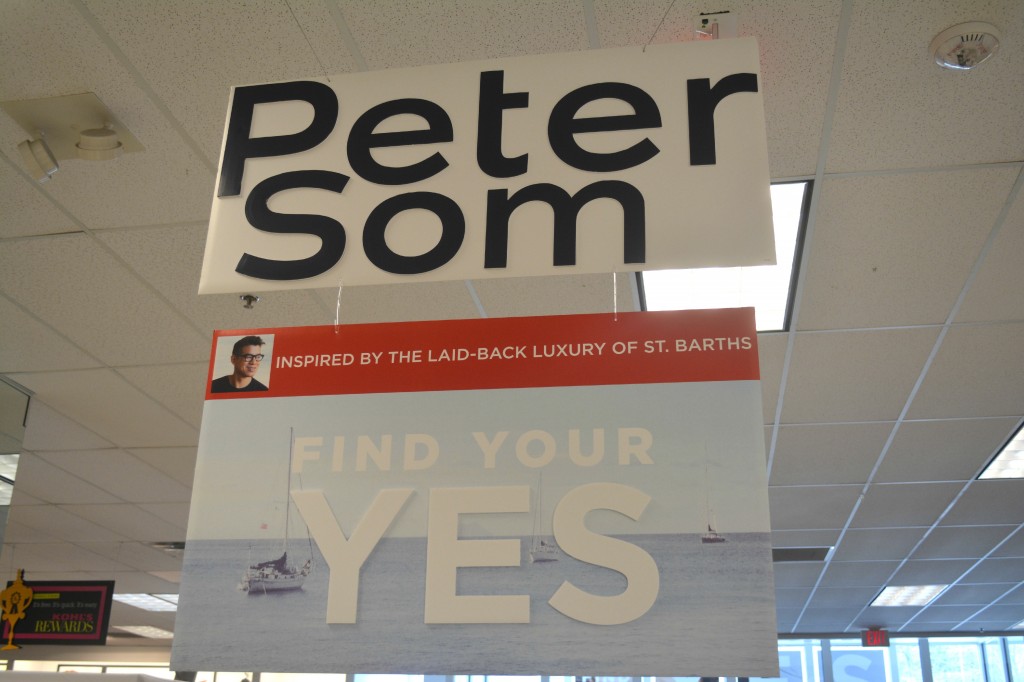 Peter
Som
INSPIRED BY THE LAID-BACK LUXURY OF ST. BARTHS
FIND YOUR
YES
KOHL'S
REWARDS
EXIT